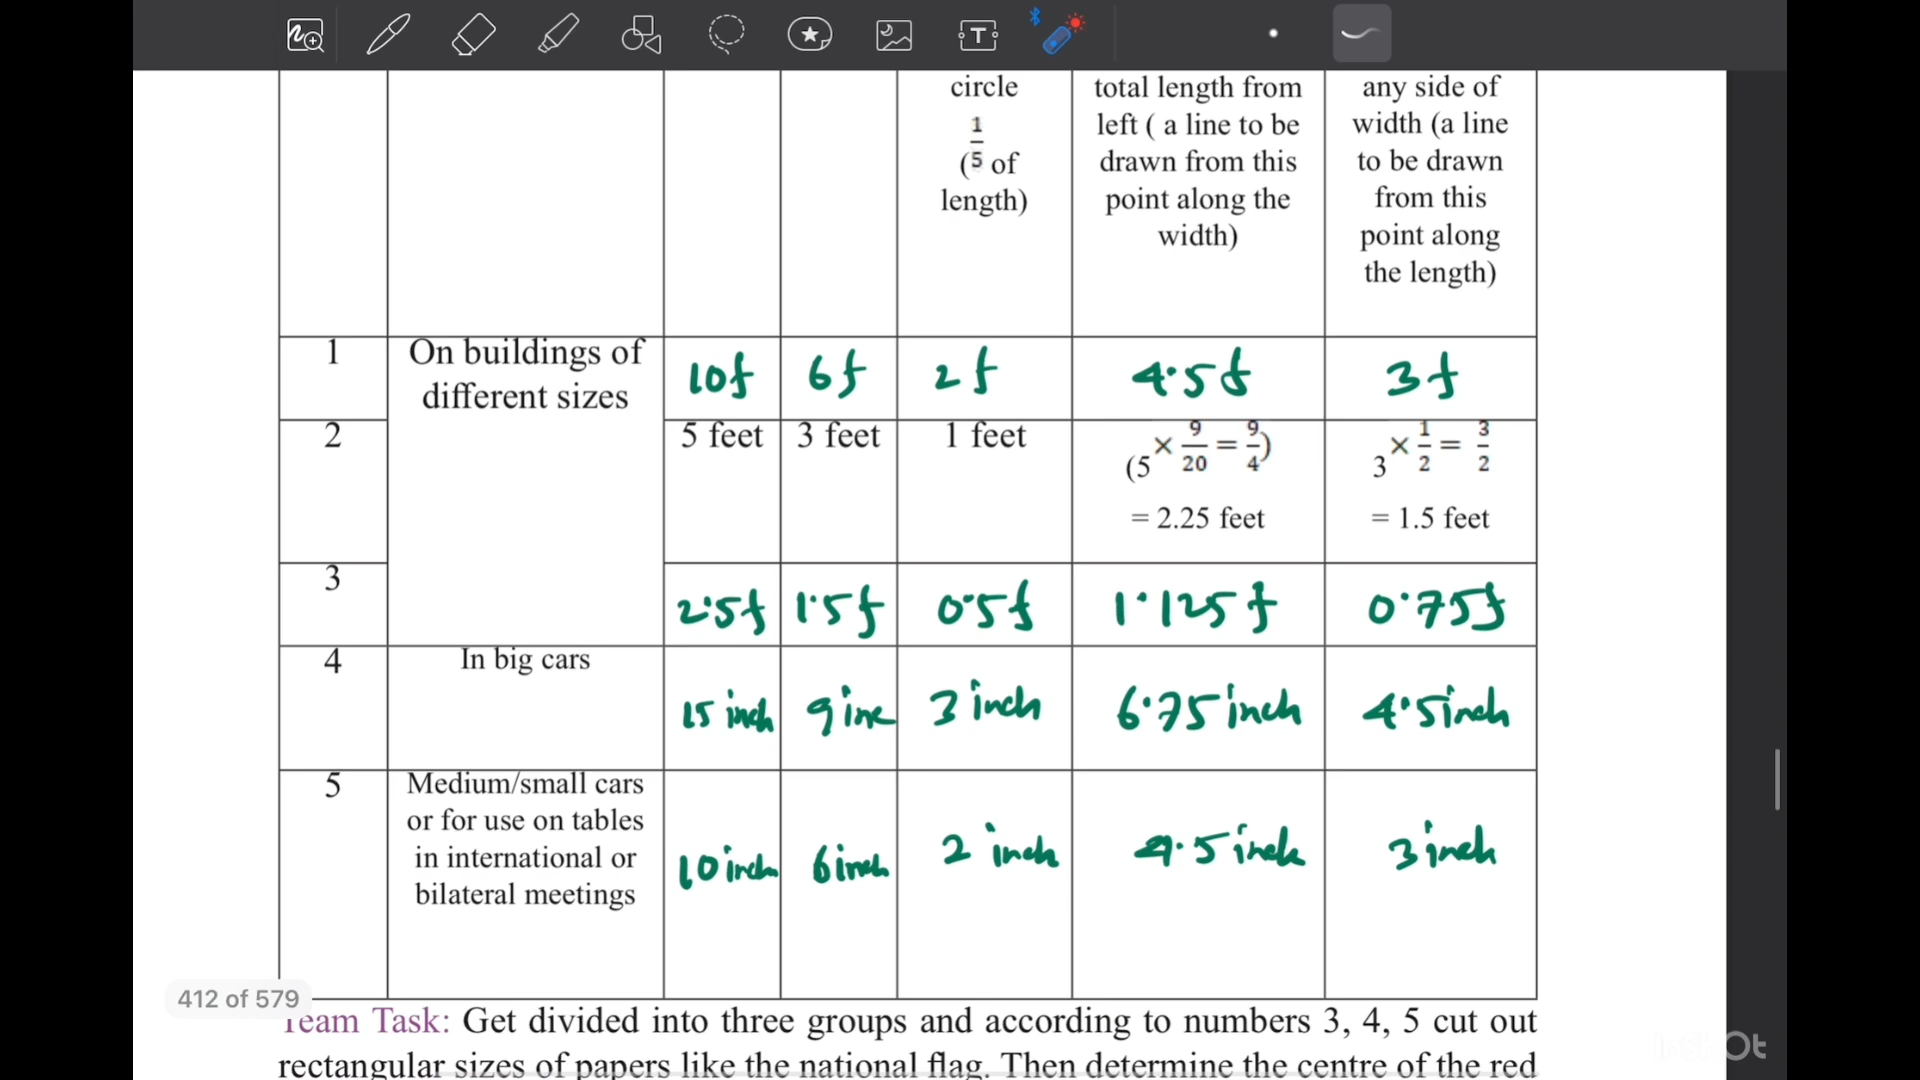 circle
total length from
any side of
1
left ( a line to be
width (a line
(5 of
drawn from this
to be drawn
length)
point along the
from this
width)
point along
the length)
1
On buildings of
different sizes
10f
6f
2f
4.5f
3f
2
5 feet
3 feet
1 feet
(5 × 9/20 = 9/4)
= 2.25 feet
3 × 1/2 = 3/2
= 1.5 feet
3
2.5f
1.5f
0.5f
1.125f
0.75f
4
In big cars
15 inch
9 inc
3 inch
6.75 inch
4.5 inch
5
Medium/small cars
or for use on tables
in international or
bilateral meetings
10 inch
6 inch
2 inch
4.5 inch
3 inch
412 of 579
Team Task: Get divided into three groups and according to numbers 3, 4, 5 cut out
rectangular sizes of papers like the national flag. Then determine the centre of the red